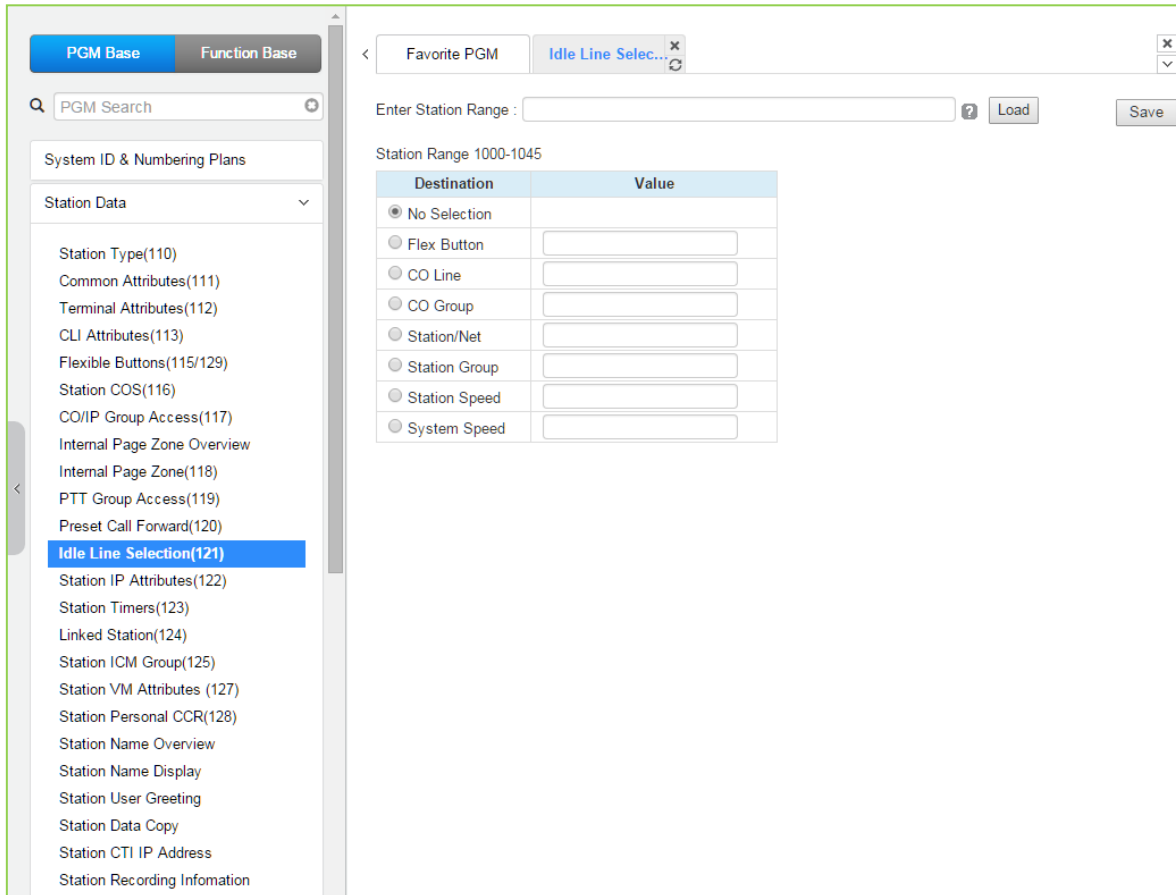 PGM Base
Function Base
PGM Search
System ID & Numbering Plans
Station Data
Station Type(110)
Common Attributes(111)
Terminal Attributes(112)
CLI Attributes(113)
Flexible Buttons(115/129)
Station COS(116)
CO/IP Group Access(117)
Internal Page Zone Overview
Internal Page Zone(118)
PTT Group Access(119)
Preset Call Forward(120)
Idle Line Selection(121)
Station IP Attributes(122)
Station Timers(123)
Linked Station(124)
Station ICM Group(125)
Station VM Attributes (127)
Station Personal CCR(128)
Station Name Overview
Station Name Display
Station User Greeting
Station Data Copy
Station CTI IP Address
Station Recording Infomation
Favorite PGM
Idle Line Selec...
Enter Station Range :
Load
Save
Station Range 1000-1045
Destination Value
No Selection
Flex Button
CO Line
CO Group
Station/Net
Station Group
Station Speed
System Speed